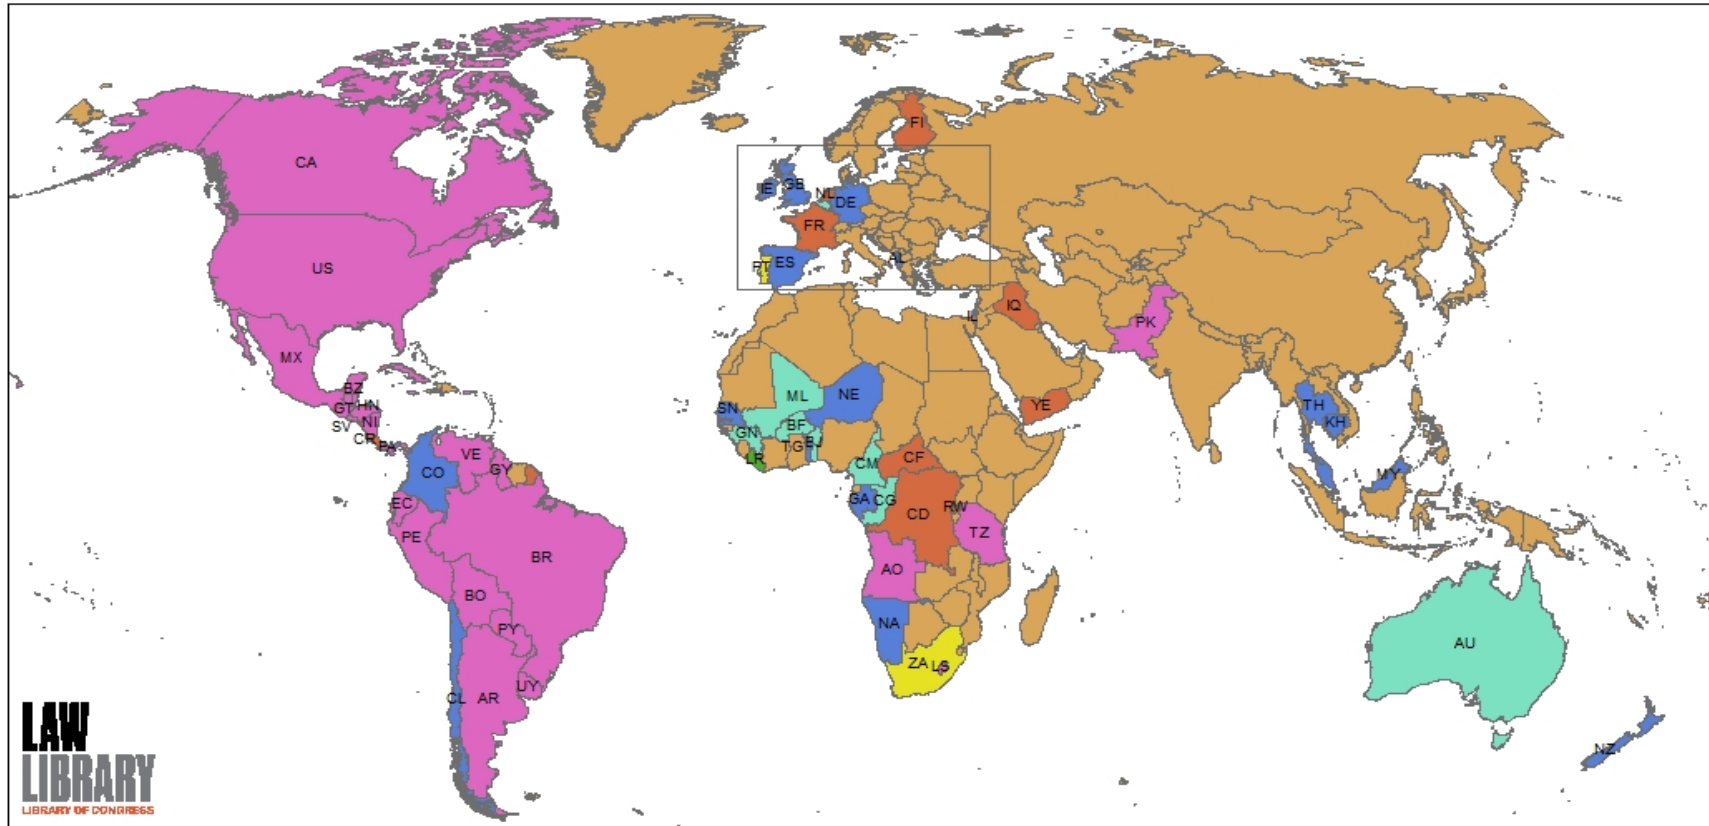 FI
CA
IE
GB
NL
DE
FR
PT
ES
AL
US
IL
IQ
PK
MX
BZ
GT
HN
SV
NI
CR
PA
SN
ML
NE
YE
TH
KH
GN
BF
TG
BJ
LR
CO
VE
GY
CM
CF
MY
EC
GA
CG
CD
RW
PE
TZ
BR
AO
BO
NA
PY
ZA
LS
AU
UY
CL
AR
NZ
LAW
LIBRARY
LIBRARY OF CONGRESS